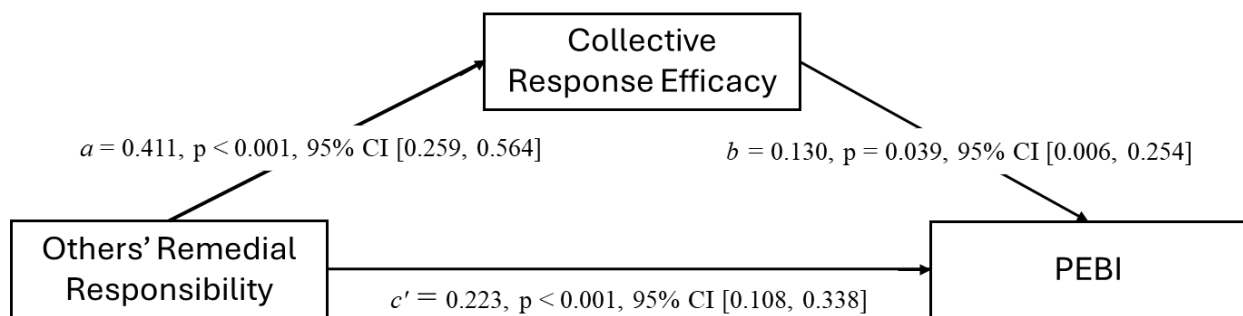 Collective
Response Efficacy
a = 0.411, p < 0.001, 95% CI [0.259, 0.564]
b = 0.130, p = 0.039, 95% CI [0.006, 0.254]
Others’ Remedial
Responsibility
PEBI
c′ = 0.223, p < 0.001, 95% CI [0.108, 0.338]